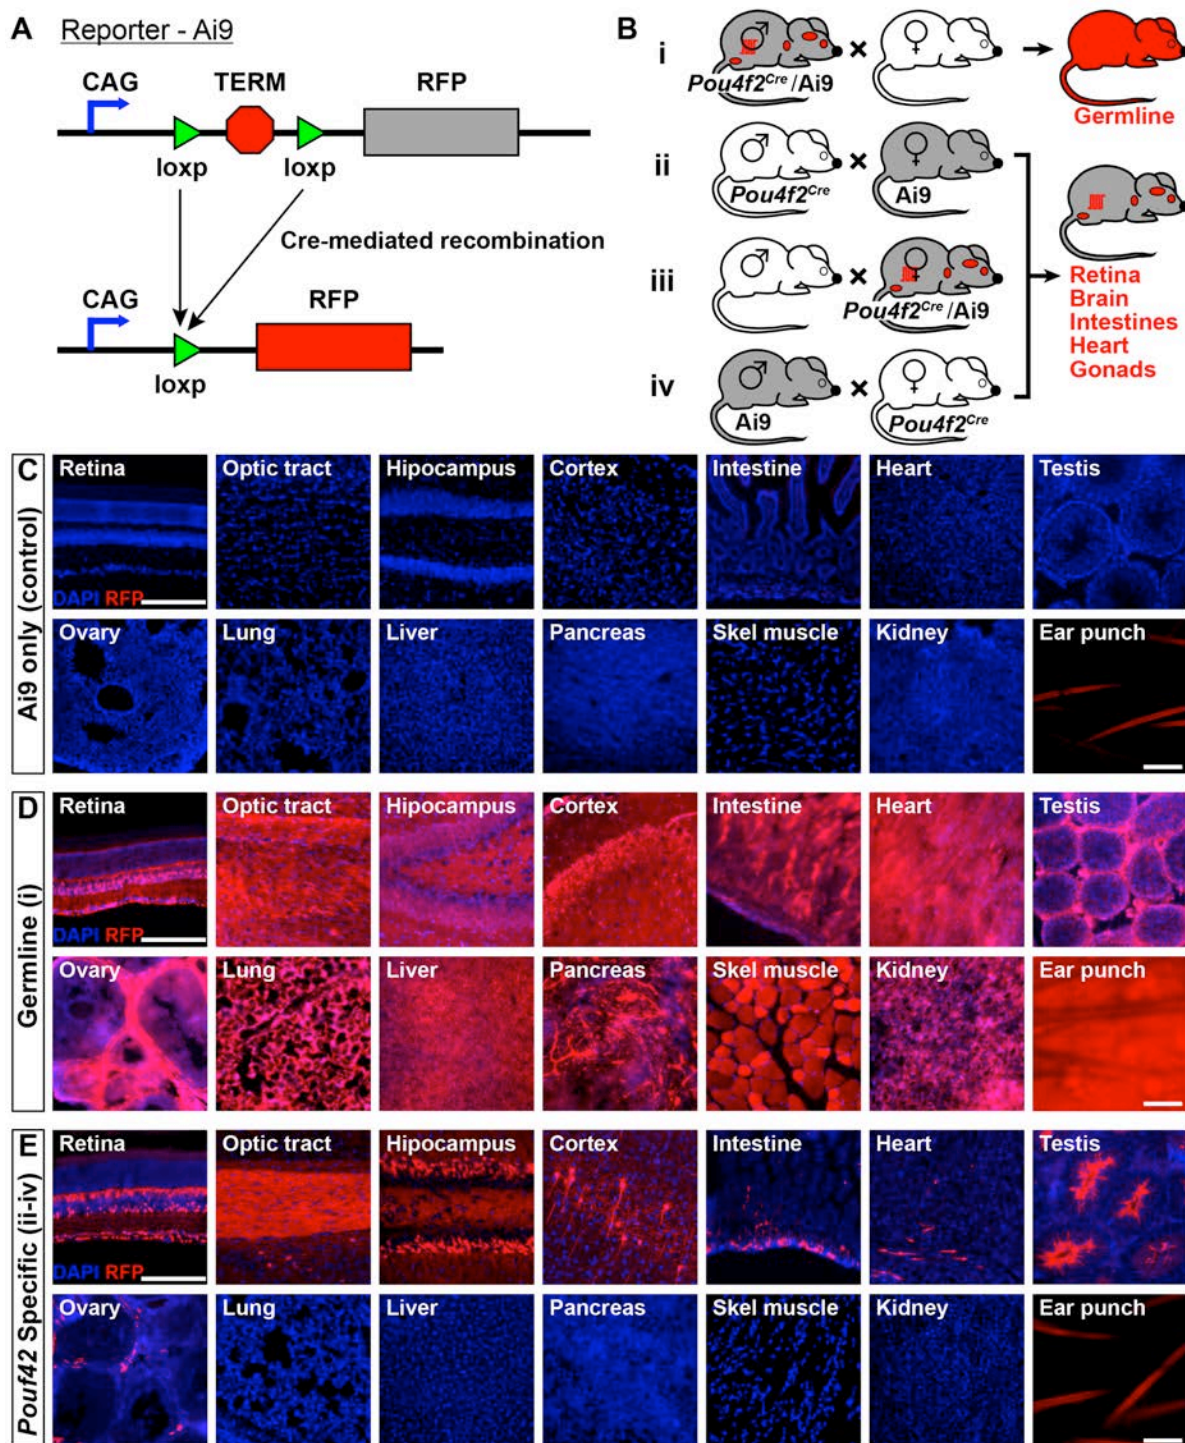 A Reporter - Ai9
CAG TERM RFP
loxp loxp
Cre-mediated recombination
CAG RFP
loxp
B
i ♂ × ♀
Pou4f2Cre/Ai9
Germline
ii ♂ × ♀
Pou4f2Cre Ai9
iii ♂ × ♀
Pou4f2Cre/Ai9
Retina
Brain
Intestines
Heart
Gonads
iv ♂ × ♀
Ai9 Pou4f2Cre
C Ai9 only (control)
Retina Optic tract Hipocampus Cortex Intestine Heart Testis
DAPI RFP
Ovary Lung Liver Pancreas Skel muscle Kidney Ear punch
D Germline (i)
Retina Optic tract Hipocampus Cortex Intestine Heart Testis
DAPI RFP
Ovary Lung Liver Pancreas Skel muscle Kidney Ear punch
E Pouf42 Specific (ii-iv)
Retina Optic tract Hipocampus Cortex Intestine Heart Testis
DAPI RFP
Ovary Lung Liver Pancreas Skel muscle Kidney Ear punch